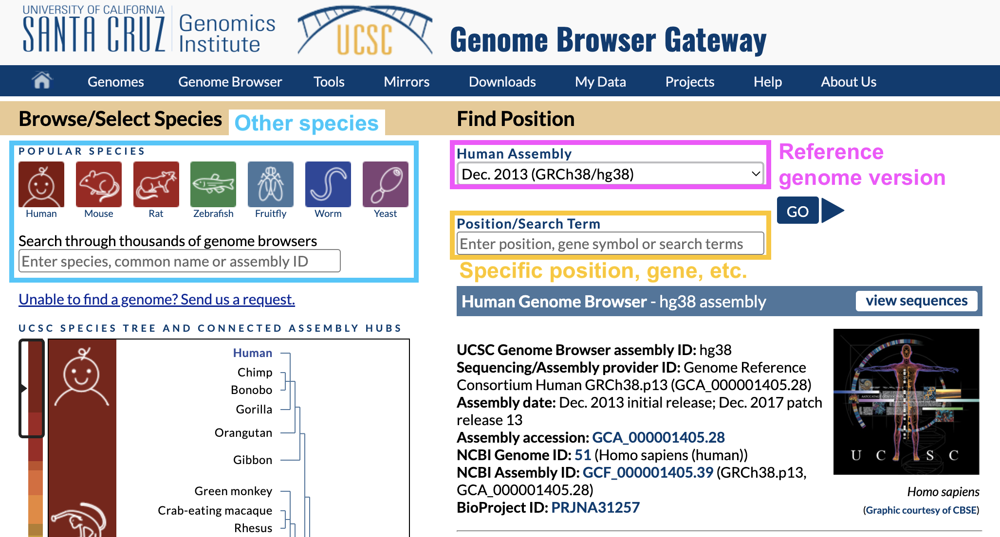 UNIVERSITY OF CALIFORNIA
SANTA CRUZ
Genomics
Institute
UCSC
Genome Browser Gateway
Genomes Genome Browser Tools Mirrors Downloads My Data Projects Help About Us
Browse/Select Species
Other species
POPULAR SPECIES
Human Mouse Rat Zebrafish Fruitfly Worm Yeast
Search through thousands of genome browsers
Enter species, common name or assembly ID
Unable to find a genome? Send us a request.
UCSC SPECIES TREE AND CONNECTED ASSEMBLY HUBS
Human
Chimp
Bonobo
Gorilla
Orangutan
Gibbon
Green monkey
Crab-eating macaque
Rhesus
Find Position
Human Assembly
Dec. 2013 (GRCh38/hg38)
Reference
genome version
GO
Position/Search Term
Enter position, gene symbol or search terms
Specific position, gene, etc.
Human Genome Browser - hg38 assembly
view sequences
UCSC Genome Browser assembly ID: hg38
Sequencing/Assembly provider ID: Genome Reference
Consortium Human GRCh38.p13 (GCA_000001405.28)
Assembly date: Dec. 2013 initial release; Dec. 2017 patch
release 13
Assembly accession: GCA_000001405.28
NCBI Genome ID: 51 (Homo sapiens (human))
NCBI Assembly ID: GCF_000001405.39 (GRCh38.p13,
GCA_000001405.28)
BioProject ID: PRJNA31257
U C S C
Homo sapiens
(Graphic courtesy of CBSE)